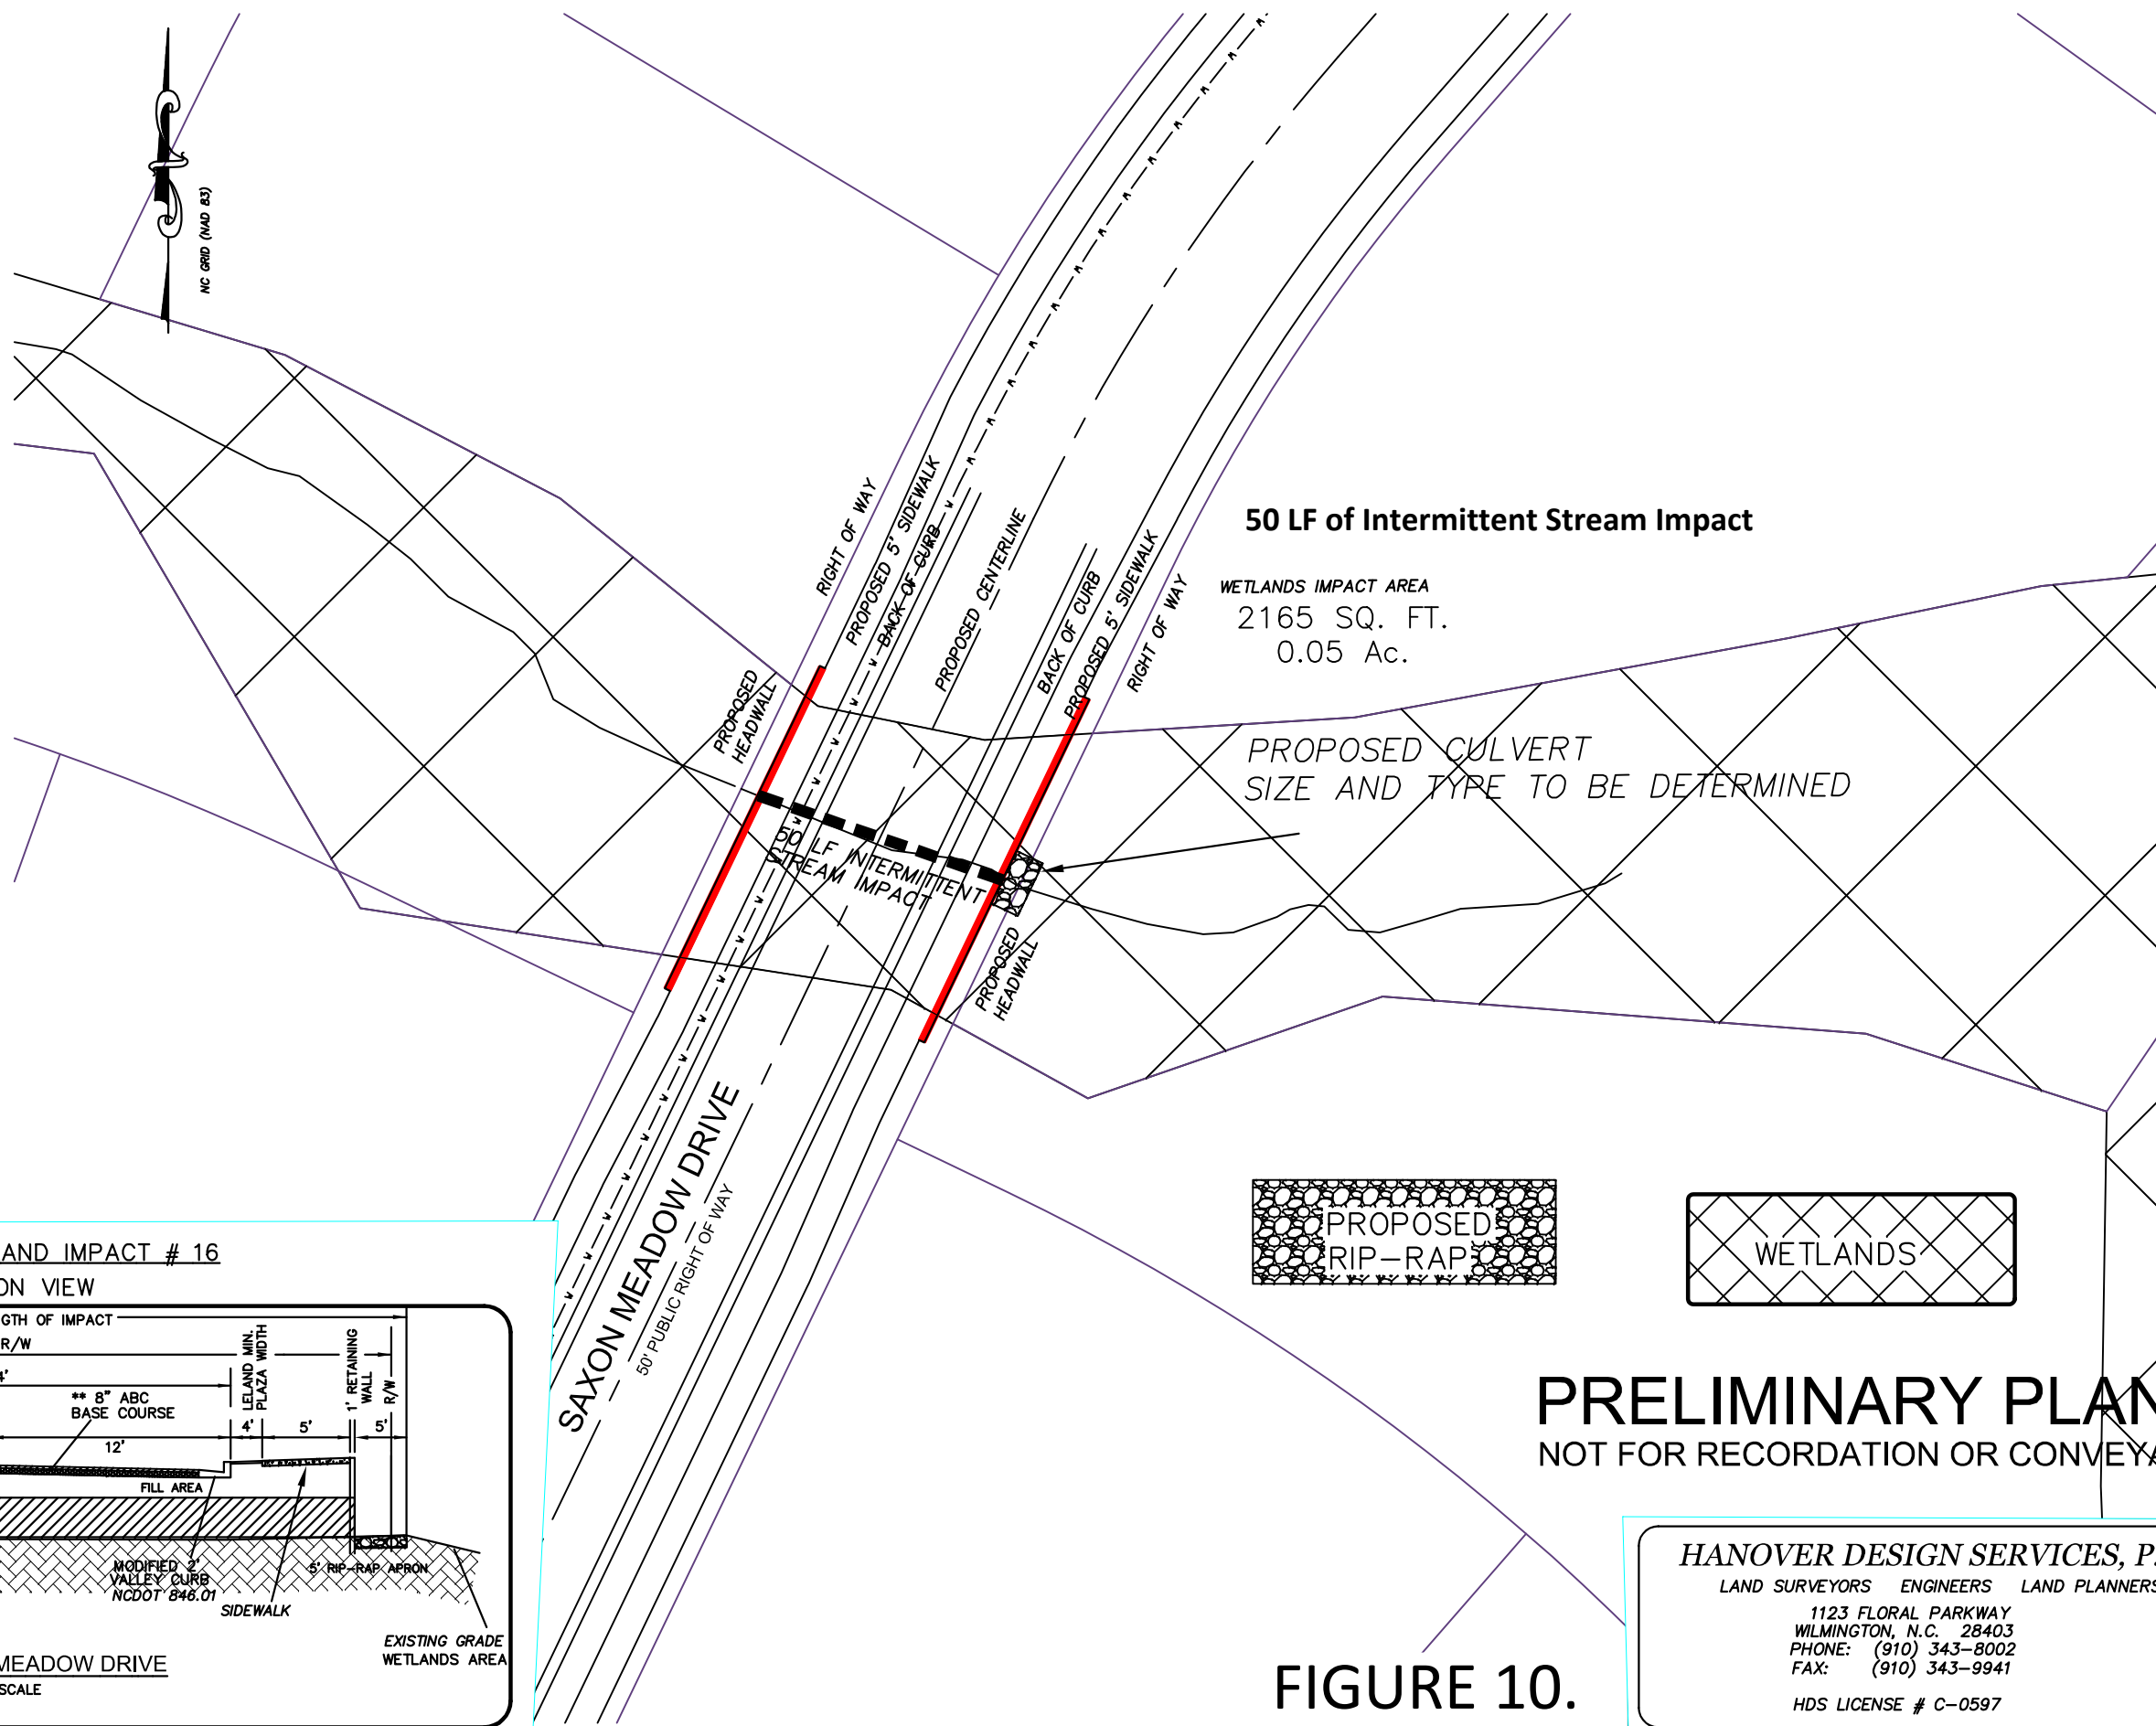 NC GRID (NAD 83)
RIGHT OF WAY
PROPOSED 5' SIDEWALK
BACK OF CURB
PROPOSED CENTERLINE
BACK OF CURB
PROPOSED 5' SIDEWALK
RIGHT OF WAY
50 LF of Intermittent Stream Impact
WETLANDS IMPACT AREA
2165 SQ. FT.
0.05 Ac.
PROPOSED
HEADWALL
PROPOSED CULVERT
SIZE AND TYPE TO BE DETERMINED
50 LF INTERMITTENT
STREAM IMPACT
PROPOSED
HEADWALL
SAXON MEADOW DRIVE
50' PUBLIC RIGHT OF WAY
PROPOSED
RIP-RAP
WETLANDS
AND IMPACT # 16
ON VIEW
GTH OF IMPACT
R/W
4'
LELAND MIN.
PLAZA WIDTH
1' RETAINING
WALL
R/W
** 8" ABC
BASE COURSE
12'
4'
5'
5'
FILL AREA
MODIFIED 2'
VALLEY CURB
NCDOT 846.01
5' RIP-RAP APRON
SIDEWALK
EXISTING GRADE
WETLANDS AREA
MEADOW DRIVE
SCALE
PRELIMINARY PLAN
NOT FOR RECORDATION OR CONVEYA
HANOVER DESIGN SERVICES, P.
LAND SURVEYORS ENGINEERS LAND PLANNERS
1123 FLORAL PARKWAY
WILMINGTON, N.C. 28403
PHONE: (910) 343-8002
FAX: (910) 343-9941
HDS LICENSE # C-0597
FIGURE 10.